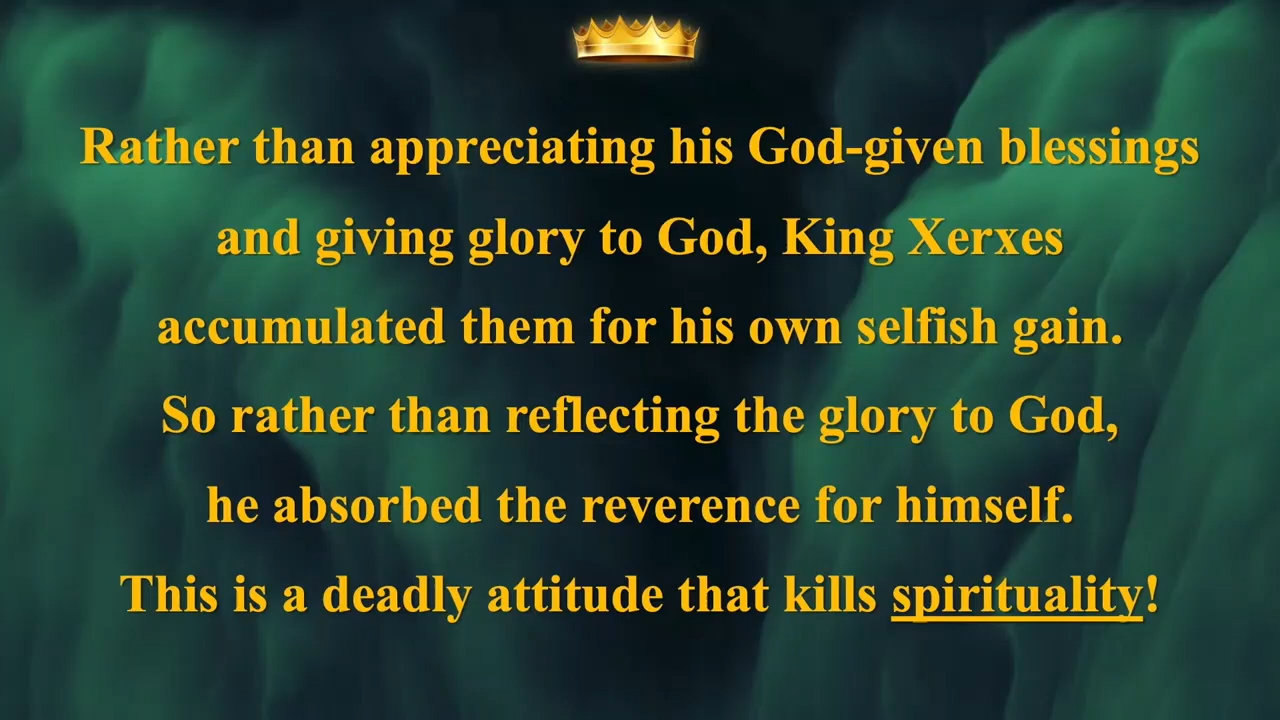 Rather than appreciating his God-given blessings
and giving glory to God, King Xerxes
accumulated them for his own selfish gain.
So rather than reflecting the glory to God,
he absorbed the reverence for himself.
This is a deadly attitude that kills spirituality!